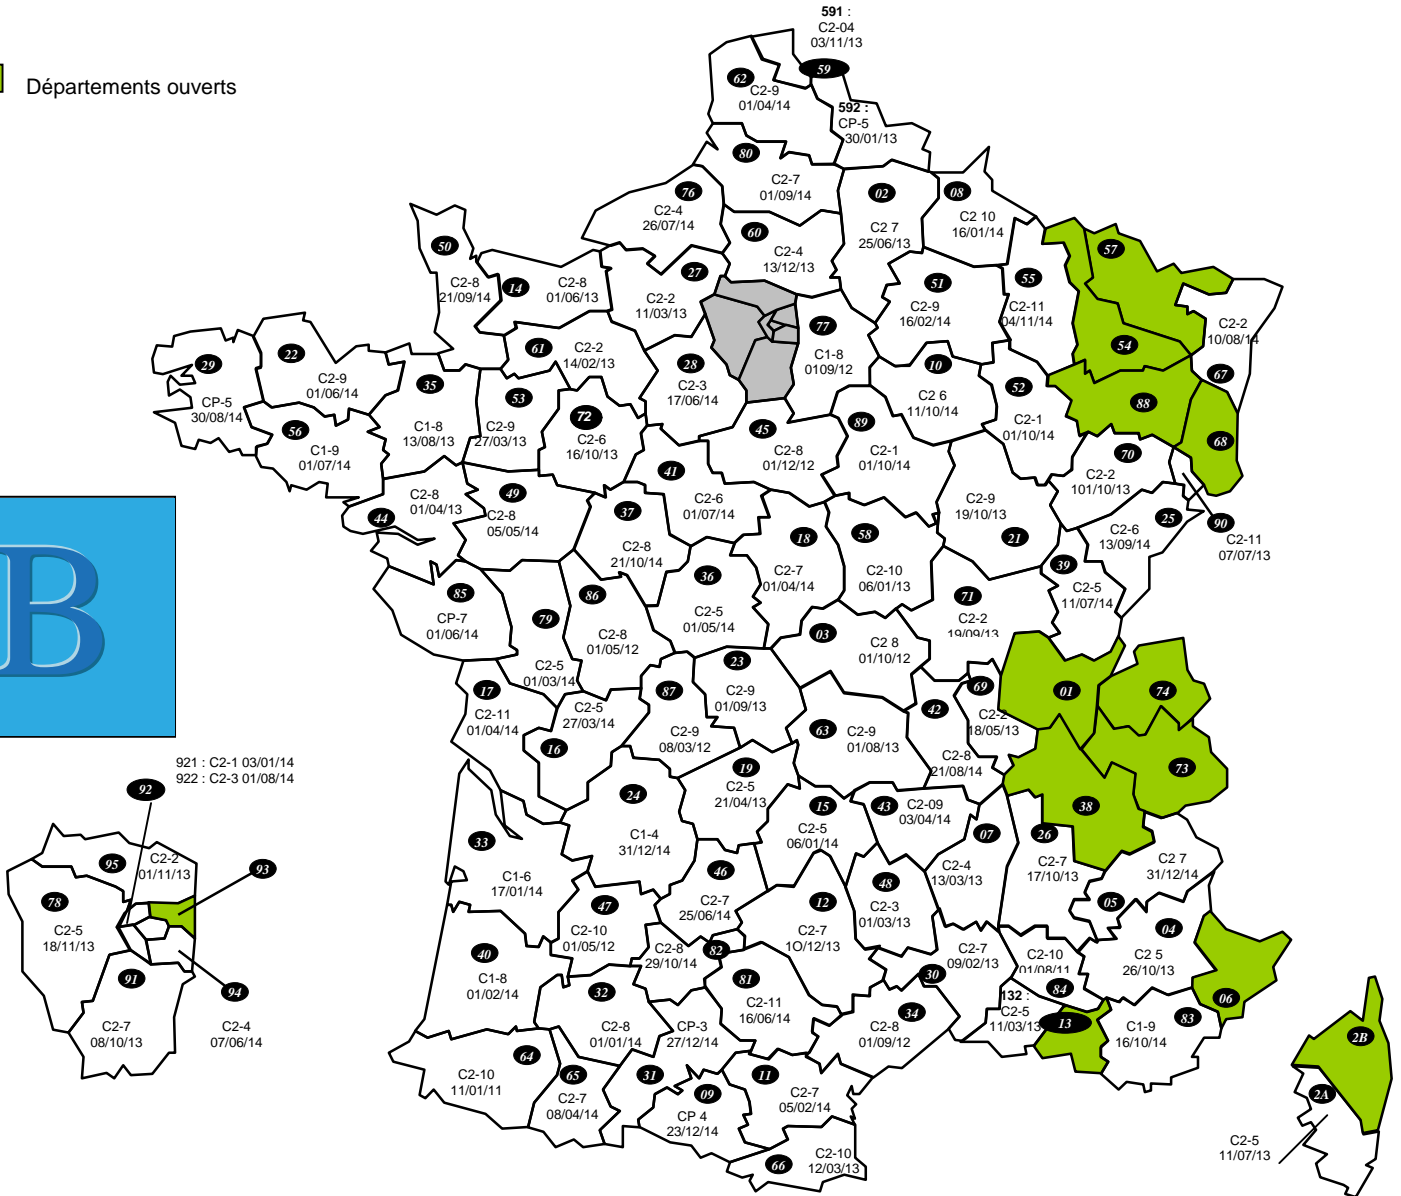 591 :
C2-04
03/11/13
59
Départements ouverts
62
C2-9
01/04/14
592 :
CP-5
30/01/13
80
C2-7
01/09/14
76
C2-4
26/07/14
02
C2 7
25/06/13
08
C2 10
16/01/14
60
C2-4
13/12/13
50
C2-8
21/09/14
14
C2-8
01/06/13
27
C2-2
11/03/13
51
C2-9
16/02/14
55
C2-11
04/11/14
57
54
C2-2
10/08/14
67
77
C1-8
0109/12
61
C2-2
14/02/13
28
C2-3
17/06/14
10
C2 6
11/10/14
52
C2-1
01/10/14
88
68
29
CP-5
30/08/14
22
C2-9
01/06/14
56
C1-9
01/07/14
35
C1-8
13/08/13
53
C2-9
27/03/13
72
C2-6
16/10/13
45
C2-8
01/12/12
89
C2-1
01/10/14
70
C2-2
101/10/13
41
C2-6
01/07/14
44
C2-8
01/04/13
49
C2-8
05/05/14
37
C2-8
21/10/14
18
C2-7
01/04/14
58
C2-10
06/01/13
C2-9
19/10/13
21
25
C2-6
13/09/14
90
C2-11
07/07/13
39
C2-5
11/07/14
B
85
CP-7
01/06/14
79
C2-5
01/03/14
86
C2-8
01/05/12
36
C2-5
01/05/14
03
C2 8
01/10/12
71
C2-2
19/09/13
23
C2-9
01/09/13
17
C2-11
01/04/14
16
C2-5
27/03/14
87
C2-9
08/03/12
63
C2-9
01/08/13
42
C2-8
21/08/14
69
C2-2
18/05/13
01
74
73
38
921 : C2-1 03/01/14
922 : C2-3 01/08/14
92
24
C1-4
31/12/14
19
C2-5
21/04/13
15
C2-5
06/01/14
43
C2-09
03/04/14
07
C2-4
13/03/13
26
C2-7
17/10/13
C2 7
31/12/14
05
33
C1-6
17/01/14
95
C2-2
01/11/13
93
78
C2-5
18/11/13
91
C2-7
08/10/13
94
C2-4
07/06/14
46
C2-7
25/06/14
47
C2-10
01/05/12
12
C2-7
1O/12/13
48
C2-3
01/03/13
04
C2 5
26/10/13
40
C1-8
01/02/14
82
C2-8
29/10/14
81
C2-11
16/06/14
30
C2-7
09/02/13
C2-10
01/08/11
84
06
32
C2-8
01/01/14
CP-3
27/12/14
31
34
C2-8
01/09/12
132 :
C2-5
11/03/13
13
83
C1-9
16/10/14
2B
64
C2-10
11/01/11
65
C2-7
08/04/14
09
CP 4
23/12/14
11
C2-7
05/02/14
2A
C2-5
11/07/13
66
C2-10
12/03/13